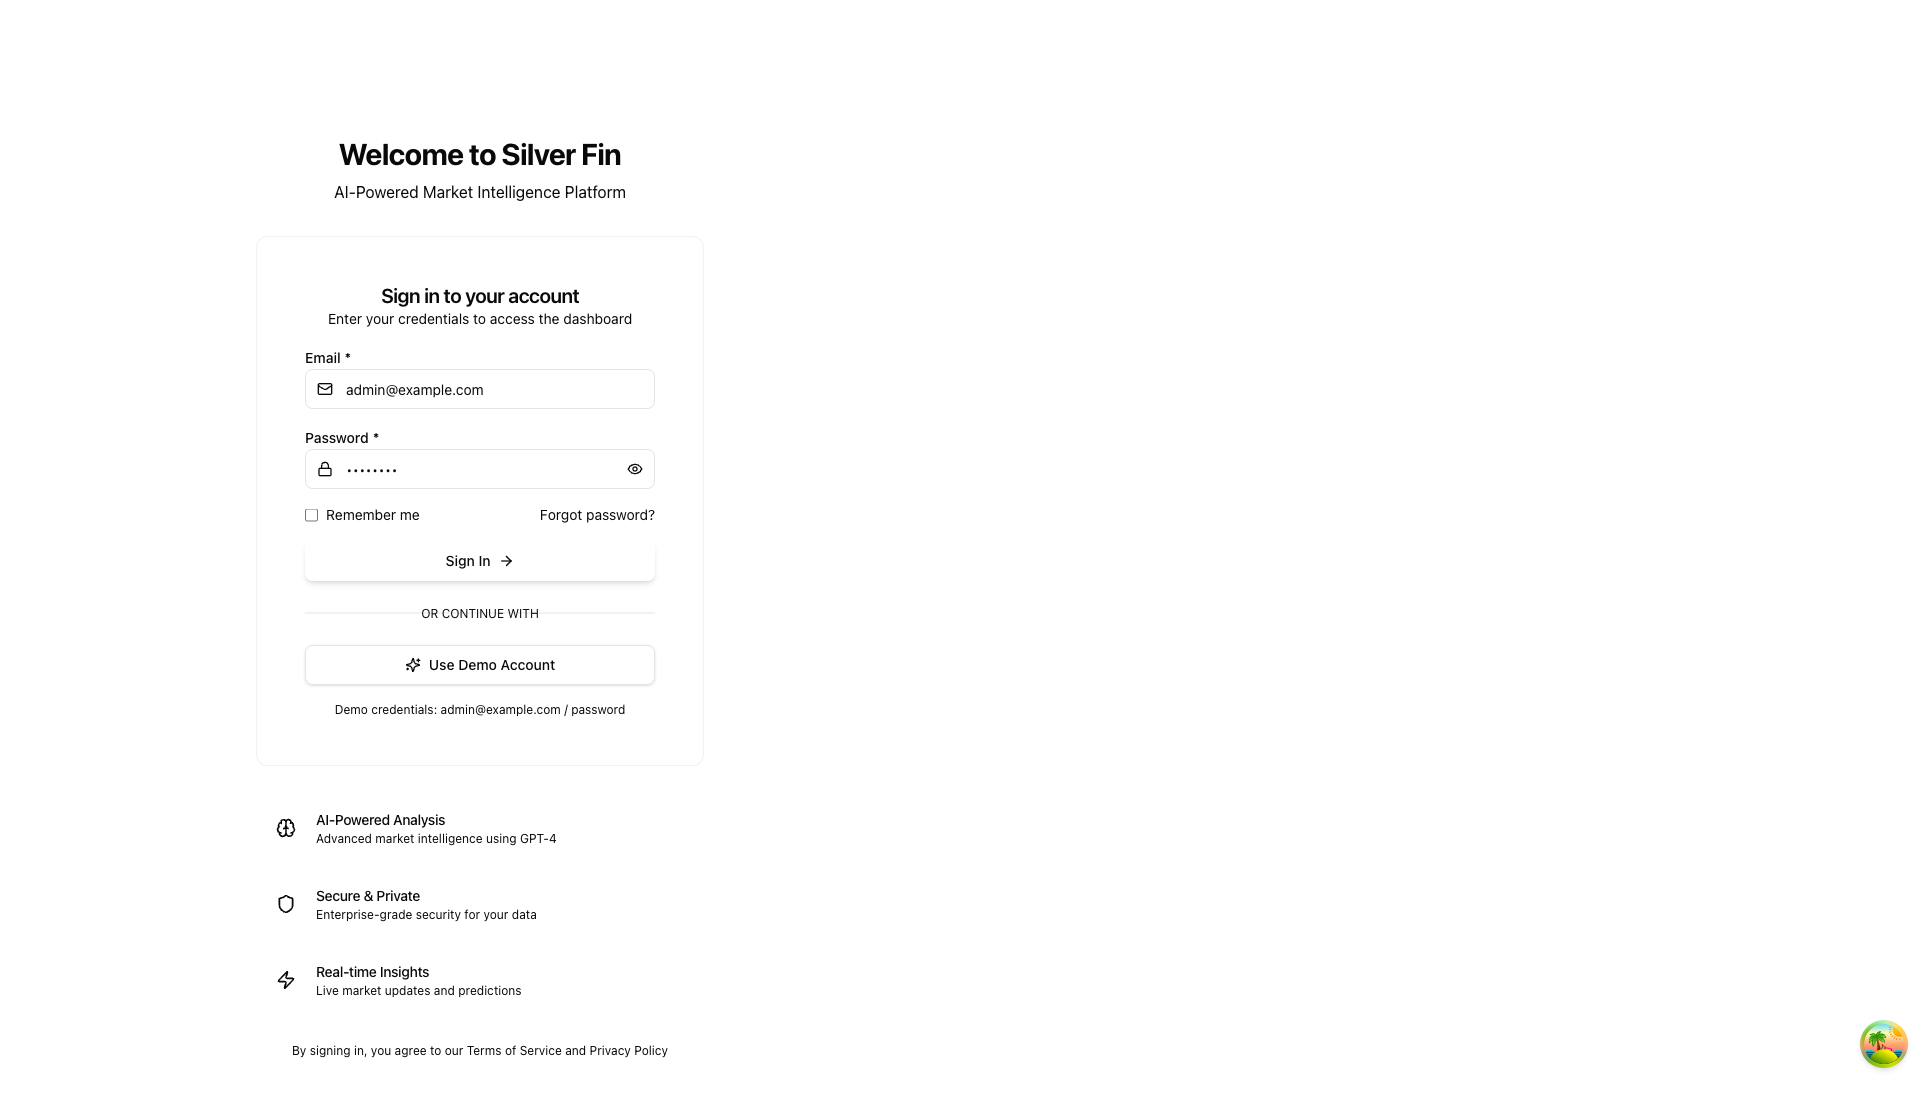 Welcome to Silver Fin
AI-Powered Market Intelligence Platform
Sign in to your account
Enter your credentials to access the dashboard
Email *
admin@example.com
Password *
••••••••
Remember me
Forgot password?
Sign In
OR CONTINUE WITH
Use Demo Account
Demo credentials: admin@example.com / password
AI-Powered Analysis
Advanced market intelligence using GPT-4
Secure & Private
Enterprise-grade security for your data
Real-time Insights
Live market updates and predictions
By signing in, you agree to our Terms of Service and Privacy Policy